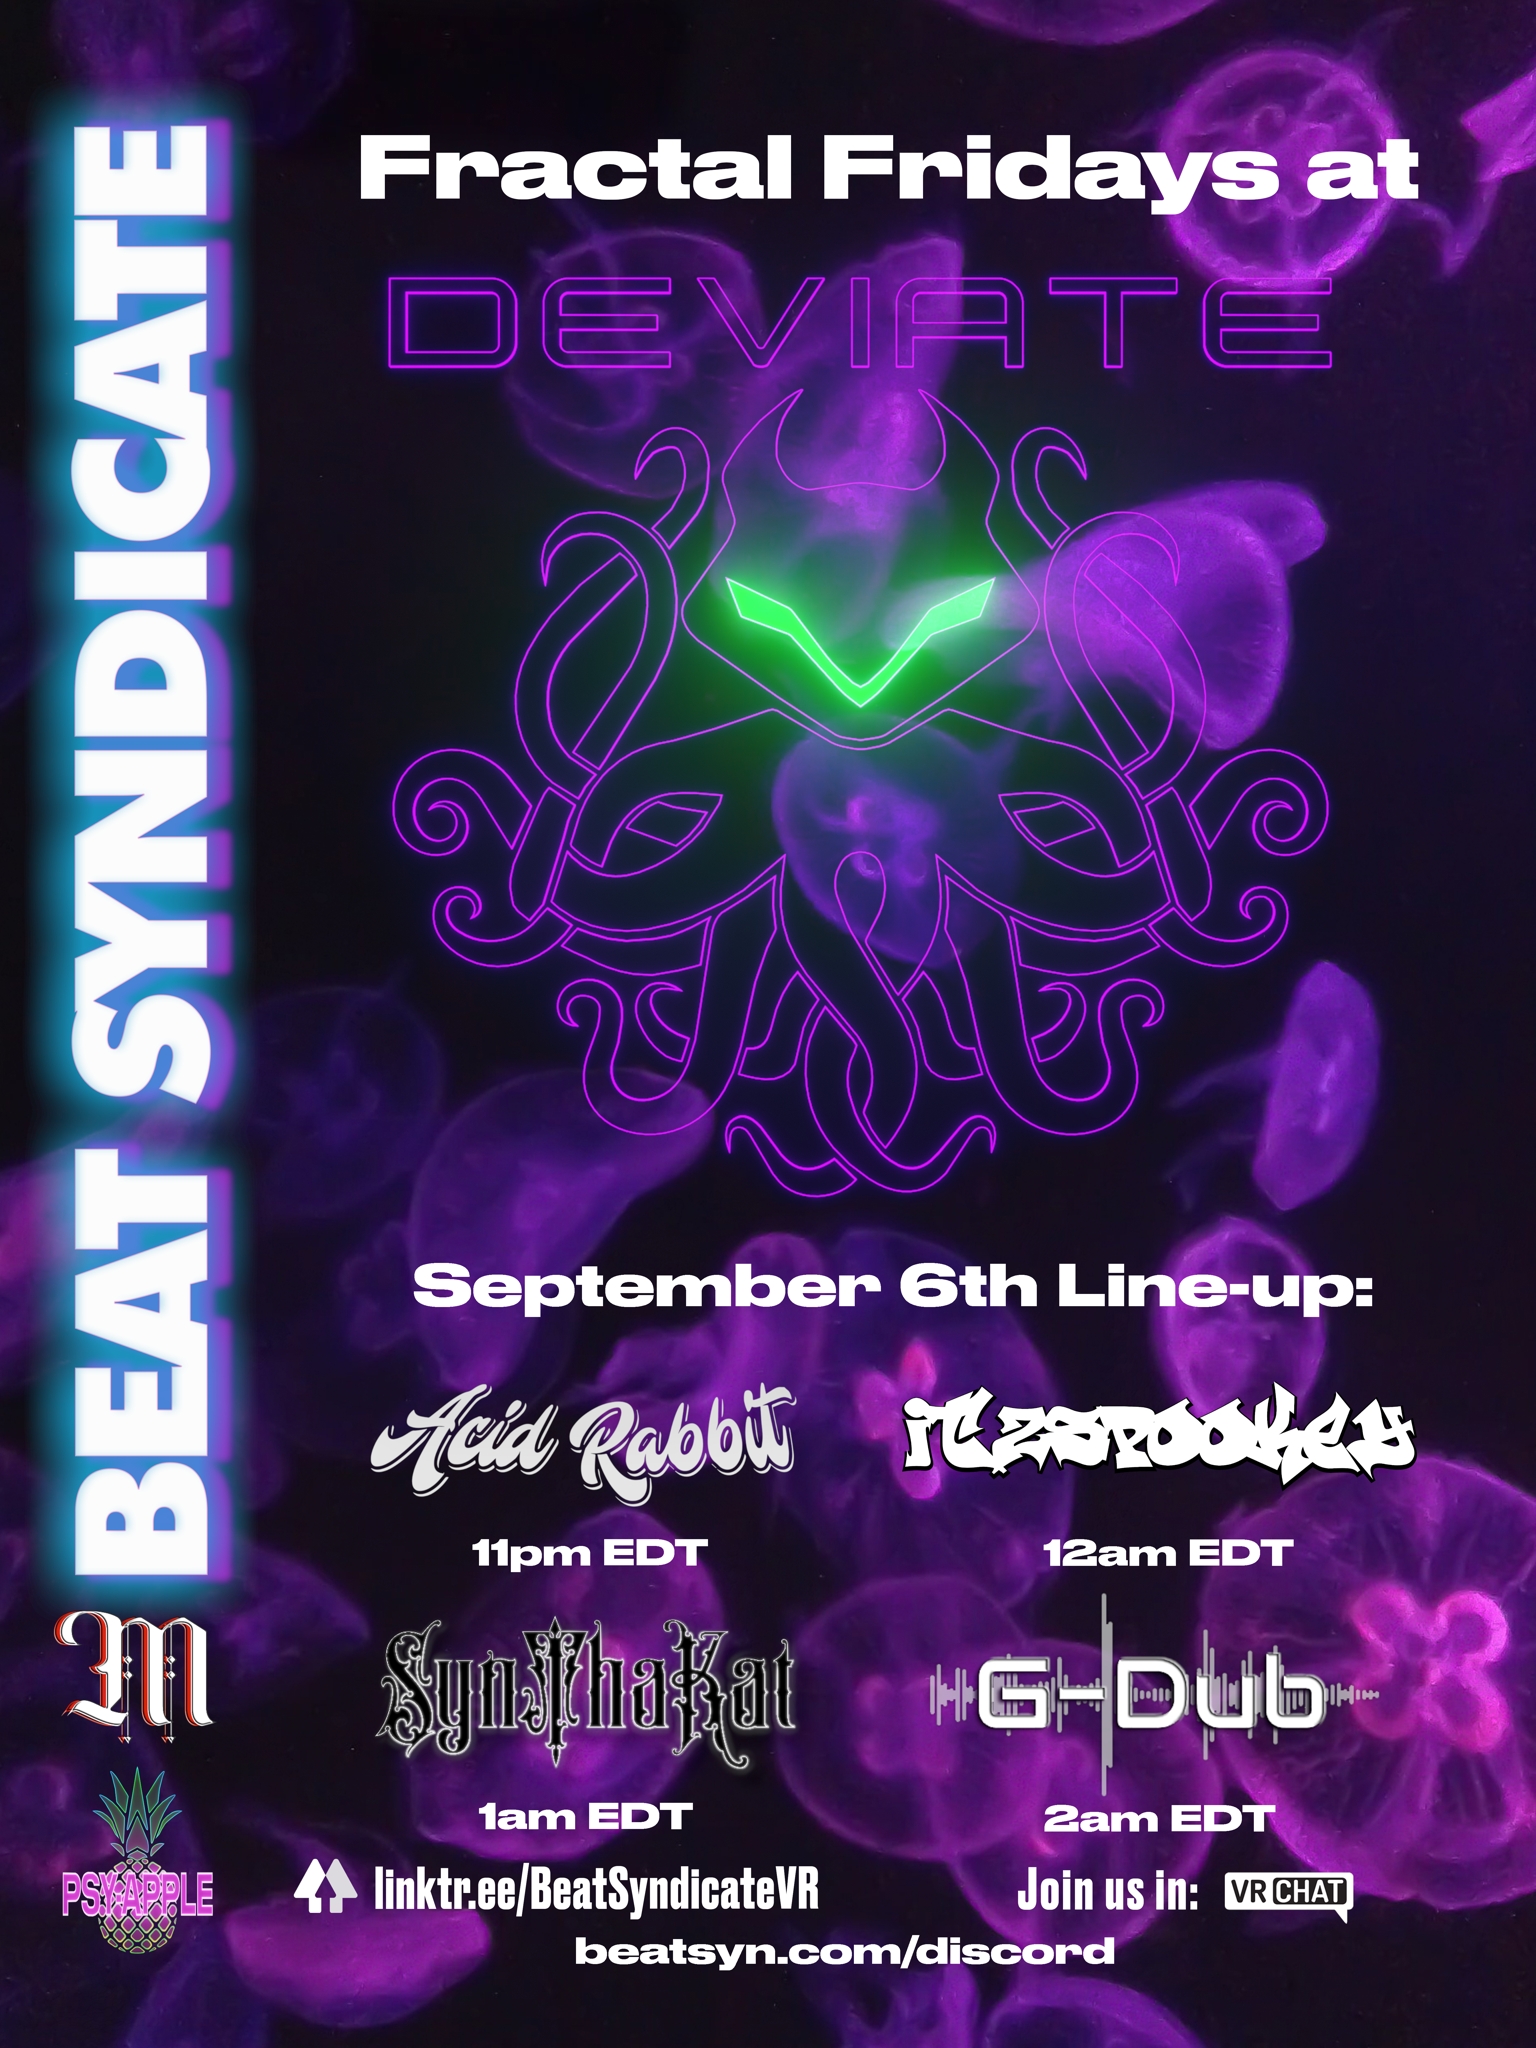 BEAT SYNDICATE
Fractal Fridays at
DEVIATE
September 6th Line-up:
Acid Rabbit
iTZSPOOKEY
11pm EDT
12am EDT
SynThaKat
G-Dub
1am EDT
2am EDT
M
PSYAPPLE
linktr.ee/BeatSyndicateVR
Join us in: VRCHAT
beatsyn.com/discord